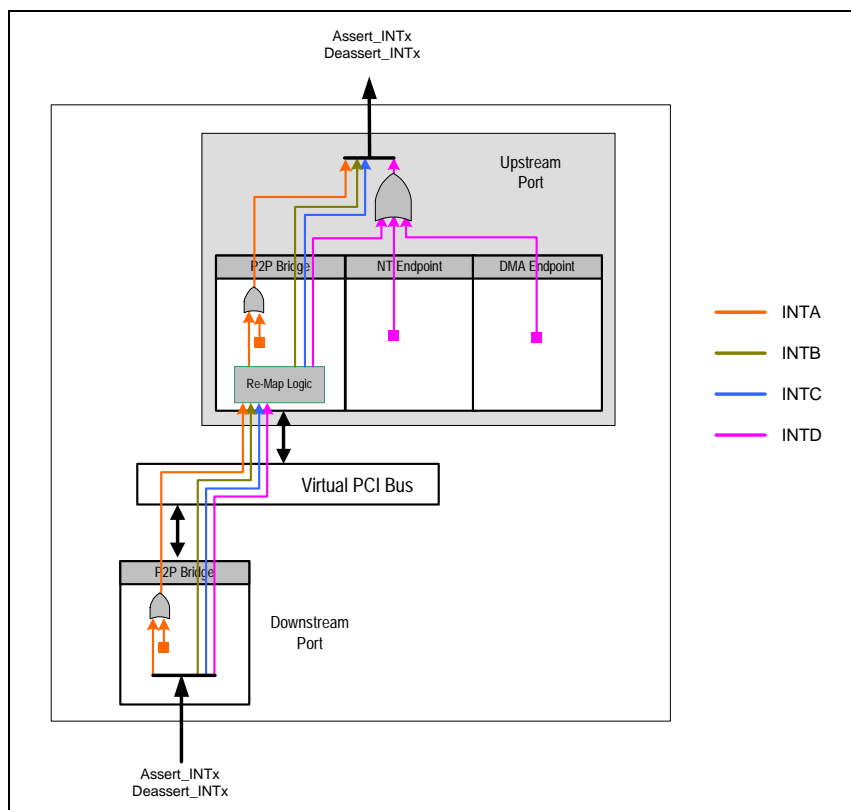 Assert_INTx
Deassert_INTx
Upstream
Port
P2P Bridge
NT Endpoint
DMA Endpoint
INTA
INTB
INTC
INTD
Re-Map Logic
Virtual PCI Bus
P2P Bridge
Downstream
Port
Assert_INTx
Deassert_INTx